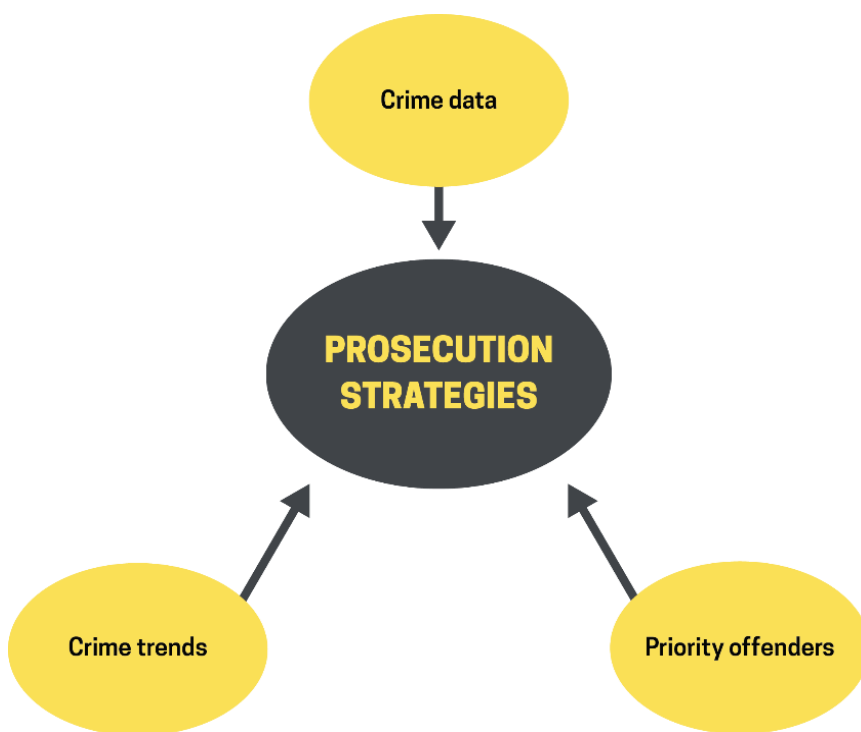 Crime data
PROSECUTION
STRATEGIES
Crime trends
Priority offenders